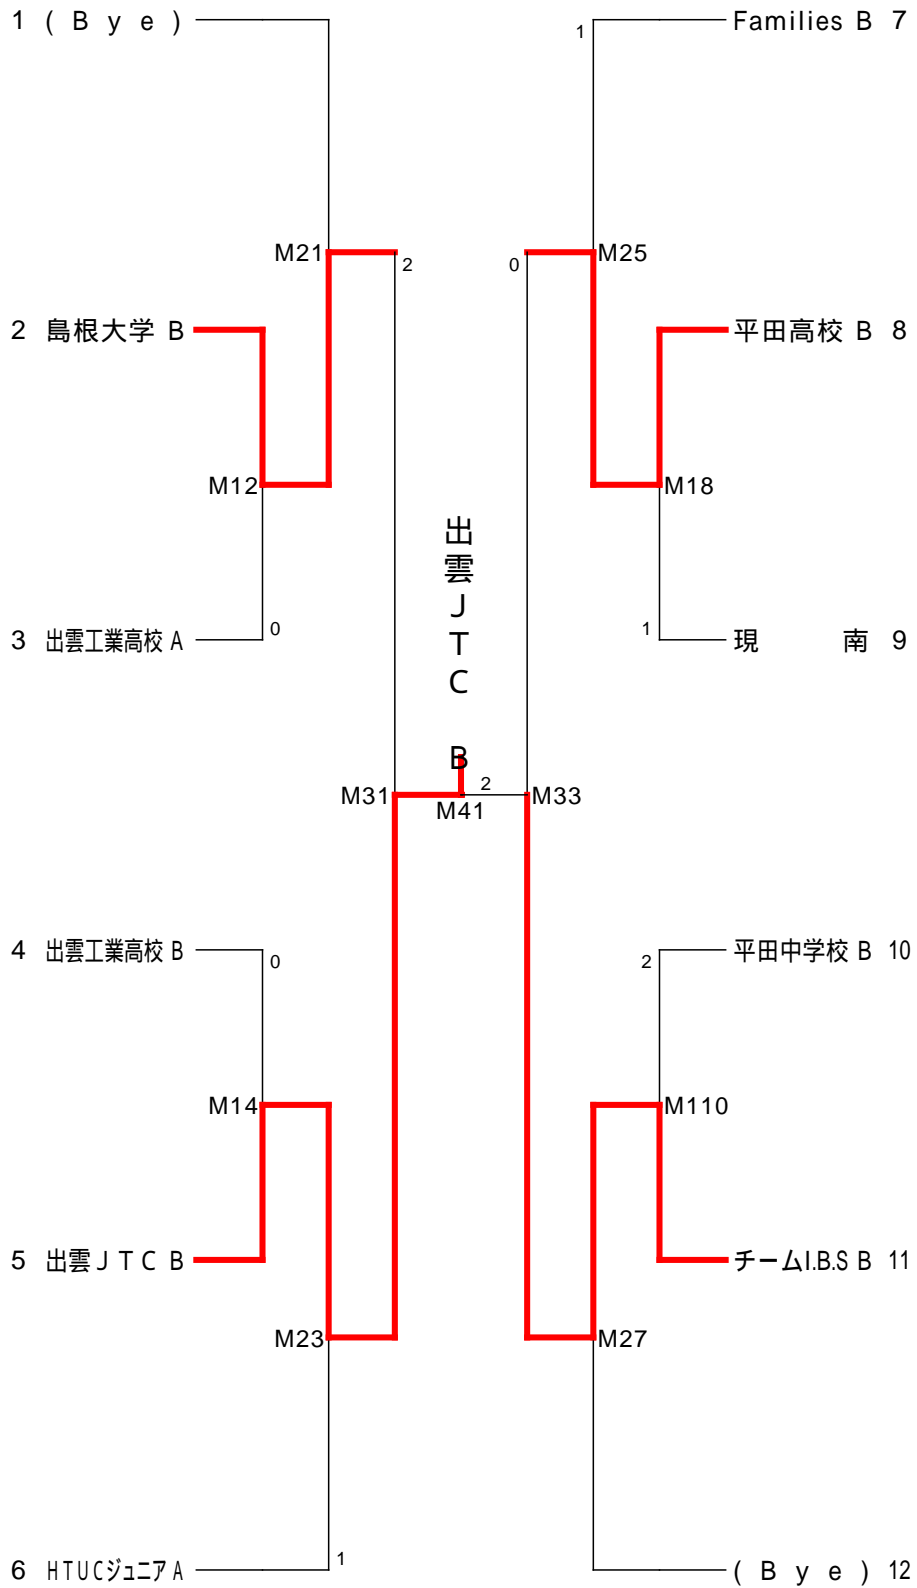 1 ( B y e )
Families B 7
1
M21
2
0
M25
2 島根大学 B
平田高校 B 8
M12
M18
出雲JTC B
3 出雲工業高校 A
0
1
現 南 9
M31
2
M33
M41
4 出雲工業高校 B
0
2
平田中学校 B 10
M14
M110
5 出雲JTC B
チームI.B.S B 11
M23
M27
6 HTUCジュニア A
1
( B y e ) 12